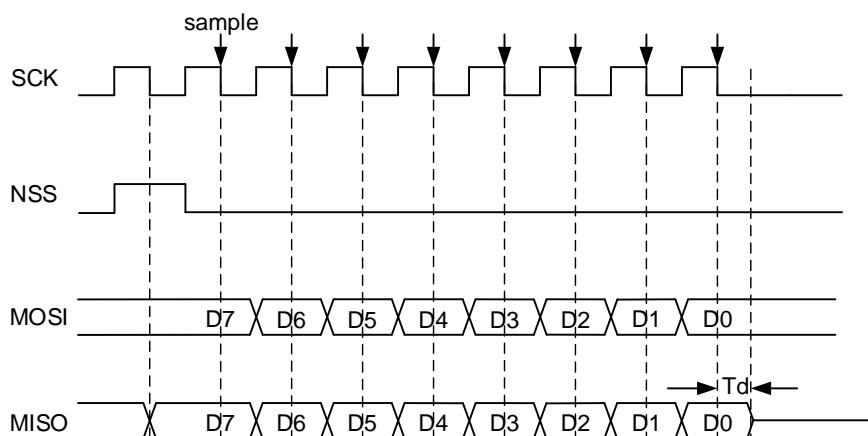 sample
SCK
NSS
MOSI D7 D6 D5 D4 D3 D2 D1 D0
Td
MISO D7 D6 D5 D4 D3 D2 D1 D0